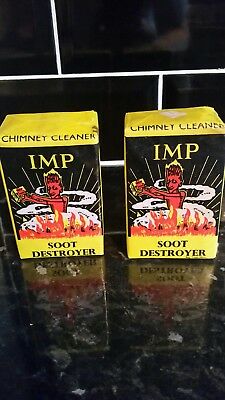 CHIMNEY CLEANER
IMP
SOOT
DESTROYER
CHIMNEY CLEANER
IMP
SOOT
DESTROYER